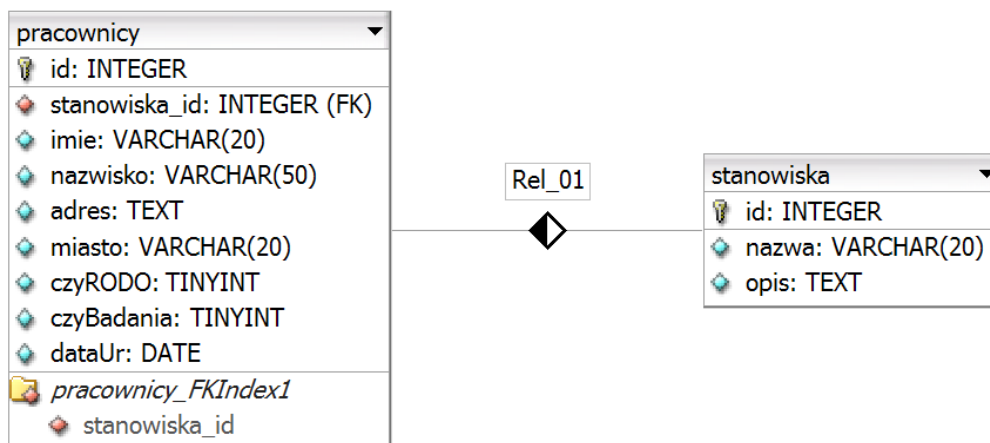 pracownicy
id: INTEGER
stanowiska_id: INTEGER (FK)
imie: VARCHAR(20)
nazwisko: VARCHAR(50)
adres: TEXT
miasto: VARCHAR(20)
czyRODO: TINYINT
czyBadania: TINYINT
dataUr: DATE
pracownicy_FKIndex1
stanowiska_id
Rel_01
stanowiska
id: INTEGER
nazwa: VARCHAR(20)
opis: TEXT